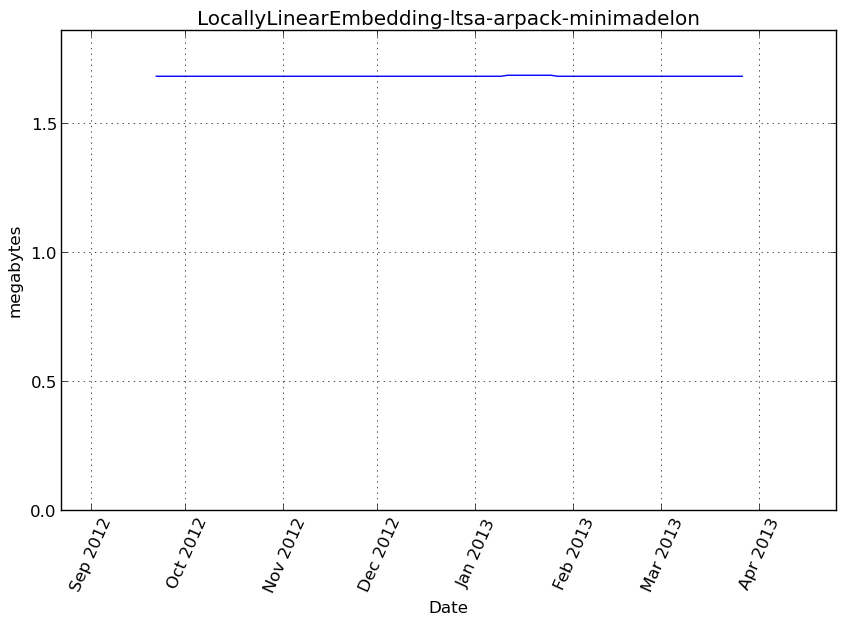 LocallyLinearEmbedding-ltsa-arpack-minimadelon
megabytes
1.5
1.0
0.5
0.0
Sep 2012
Oct 2012
Nov 2012
Dec 2012
Jan 2013
Feb 2013
Mar 2013
Apr 2013
Date